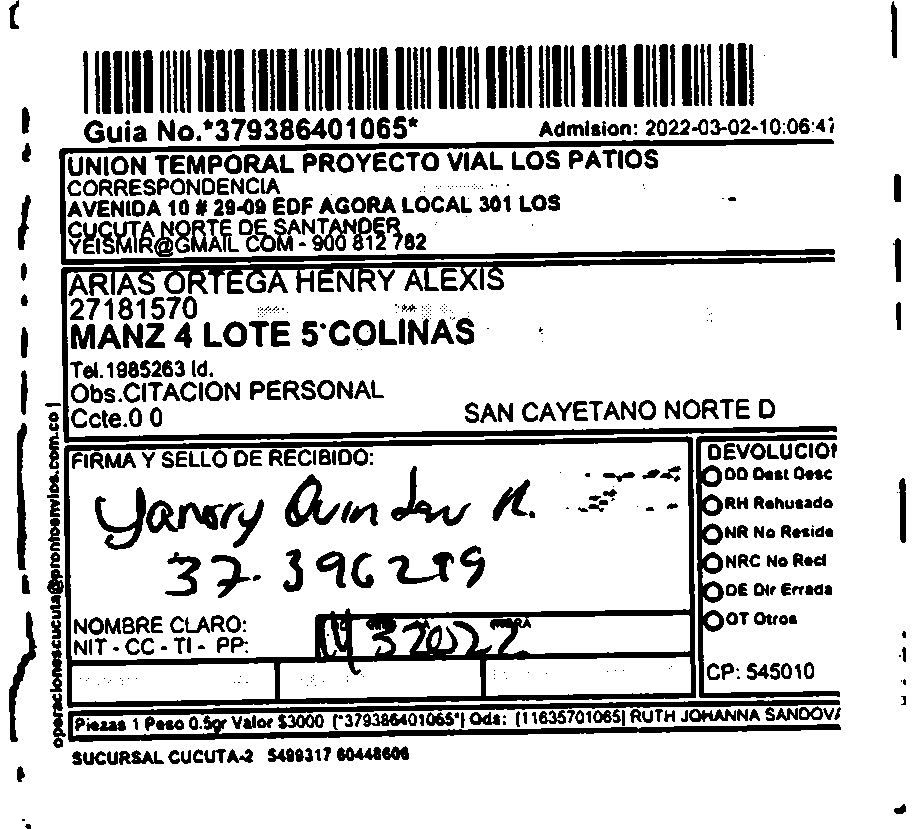 Guia No.*379386401065*
Admision: 2022-03-02-10:06:47
UNION TEMPORAL PROYECTO VIAL LOS PATIOS
CORRESPONDENCIA
AVENIDA 10 # 29-09 EDF AGORA LOCAL 301 LOS
CUCUTA NORTE DE SANTANDER
YEISMIR@GMAIL COM - 900 812 782
ARIAS ORTEGA HENRY ALEXIS
27181570
MANZ 4 LOTE 5 COLINAS
Tel.1985263 Id.
Obs.CITACION PERSONAL
Ccte.0 0
SAN CAYETANO NORTE D
operacionescucuta@prontoenvios.com.co
FIRMA Y SELLO DE RECIBIDO:
Yanory R.
37.396219
NOMBRE CLARO:
NIT - CC - TI - PP:
DEVOLUCION
DD Dest Desc
RH Rehusado
NR No Reside
NRC No Recl
DE Dir Errada
OT Otros
CP: 545010
Piezas 1 Peso 0.5gr Valor $3000 [*379386401065*] Ods: [11635701065] RUTH JOHANNA SANDOVA
SUCURSAL CUCUTA-2 5499317 60448606